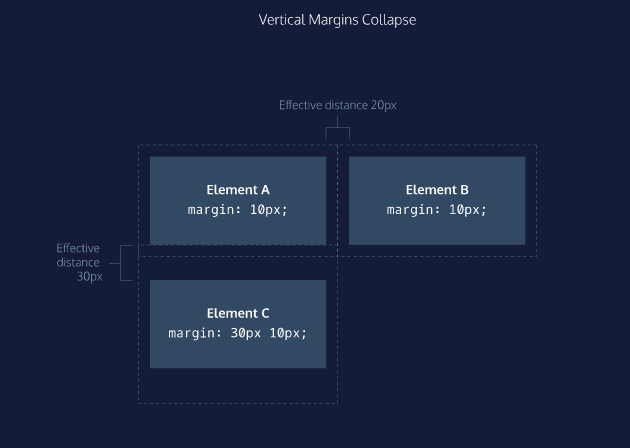 Vertical Margins Collapse
Effective distance 20px
Element A
margin: 10px;
Element B
margin: 10px;
Effective
distance
30px
Element C
margin: 30px 10px;